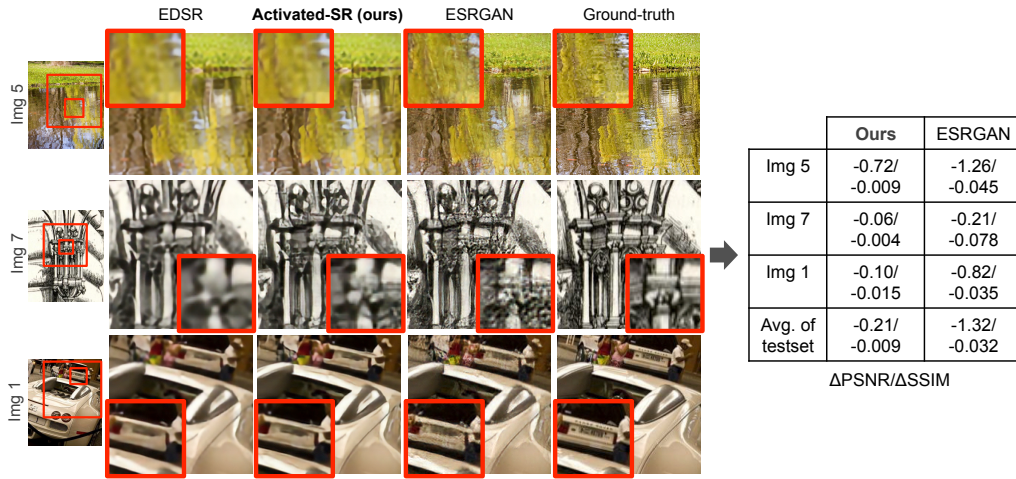 EDSR Activated-SR (ours) ESRGAN Ground-truth
Img 5
Img 7
Img 1
Ours ESRGAN
Img 5 -0.72/ -1.26/
-0.009 -0.045
Img 7 -0.06/ -0.21/
-0.004 -0.078
Img 1 -0.10/ -0.82/
-0.015 -0.035
Avg. of -0.21/ -1.32/
testset -0.009 -0.032
ΔPSNR/ΔSSIM